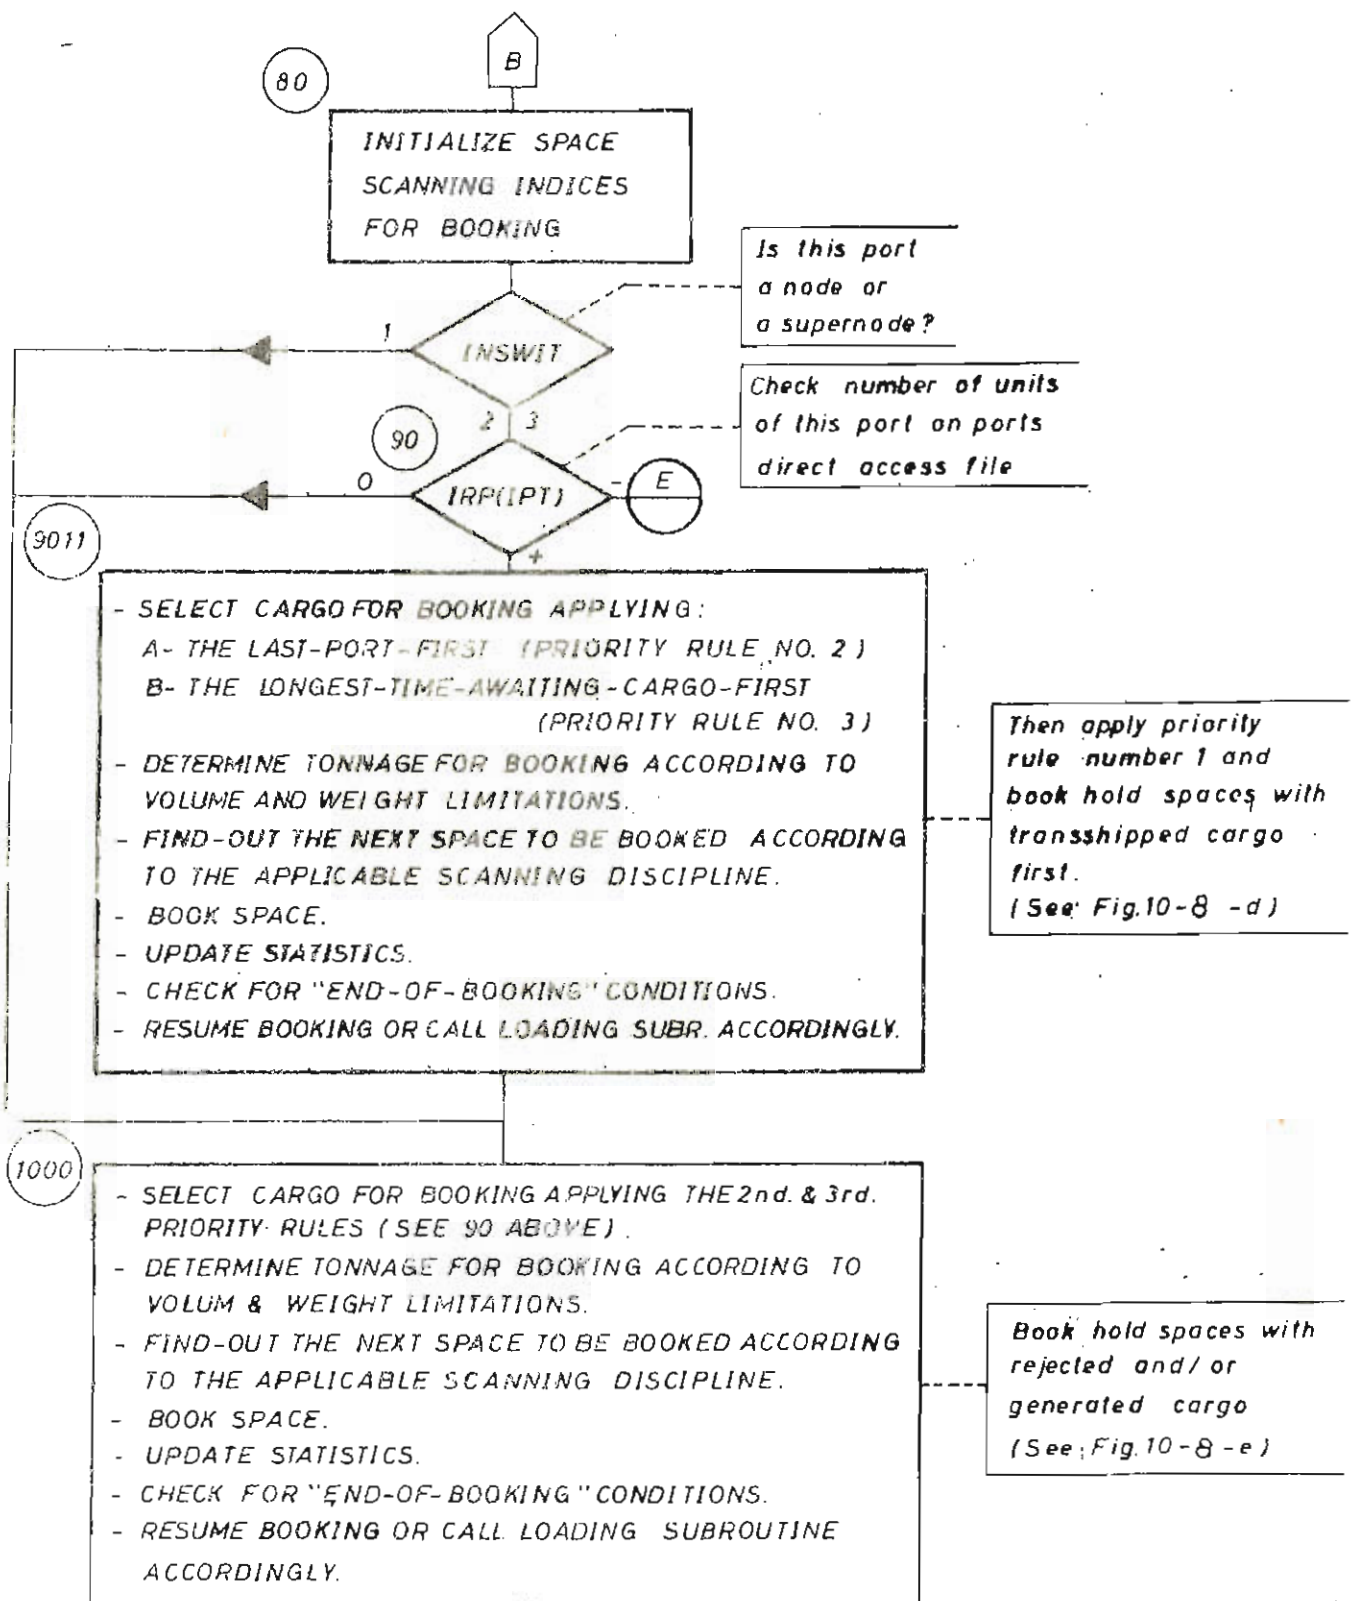 B
80
INITIALIZE SPACE
SCANNING INDICES
FOR BOOKING
Is this port
a node or
a supernode?
1
INSWIT
2 3
Check number of units
of this port on ports
direct access file
90
0
IRP(IPT)
-
E
+
9011
- SELECT CARGO FOR BOOKING APPLYING:
A- THE LAST-PORT-FIRST (PRIORITY RULE NO. 2)
B- THE LONGEST-TIME-AWAITING-CARGO-FIRST
(PRIORITY RULE NO. 3)
- DETERMINE TONNAGE FOR BOOKING ACCORDING TO
VOLUME AND WEIGHT LIMITATIONS.
- FIND-OUT THE NEXT SPACE TO BE BOOKED ACCORDING
TO THE APPLICABLE SCANNING DISCIPLINE.
- BOOK SPACE.
- UPDATE STATISTICS.
- CHECK FOR "END-OF-BOOKING" CONDITIONS.
- RESUME BOOKING OR CALL LOADING SUBR. ACCORDINGLY.
Then apply priority
rule number 1 and
book hold spaces with
transshipped cargo
first.
(See: Fig.10-8 -d)
1000
- SELECT CARGO FOR BOOKING APPLYING THE 2nd. & 3rd.
PRIORITY RULES (SEE 90 ABOVE).
- DETERMINE TONNAGE FOR BOOKING ACCORDING TO
VOLUM & WEIGHT LIMITATIONS.
- FIND-OUT THE NEXT SPACE TO BE BOOKED ACCORDING
TO THE APPLICABLE SCANNING DISCIPLINE.
- BOOK SPACE.
- UPDATE STATISTICS.
- CHECK FOR "END-OF-BOOKING" CONDITIONS.
- RESUME BOOKING OR CALL LOADING SUBROUTINE
ACCORDINGLY.
Book hold spaces with
rejected and/or
generated cargo
(See: Fig. 10-8-e)